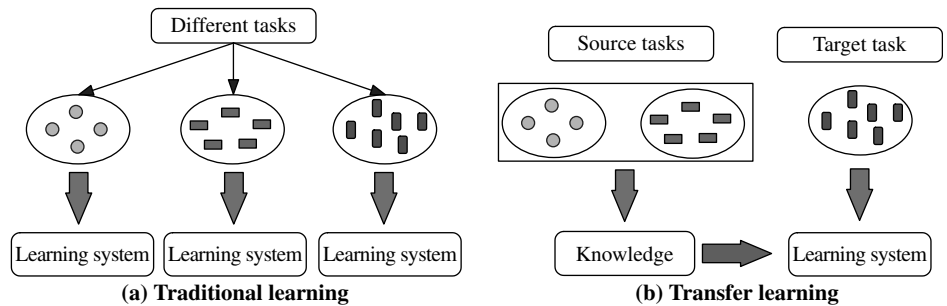 Different tasks
Learning system
Learning system
Learning system
(a) Traditional learning
Source tasks
Target task
Knowledge
Learning system
(b) Transfer learning